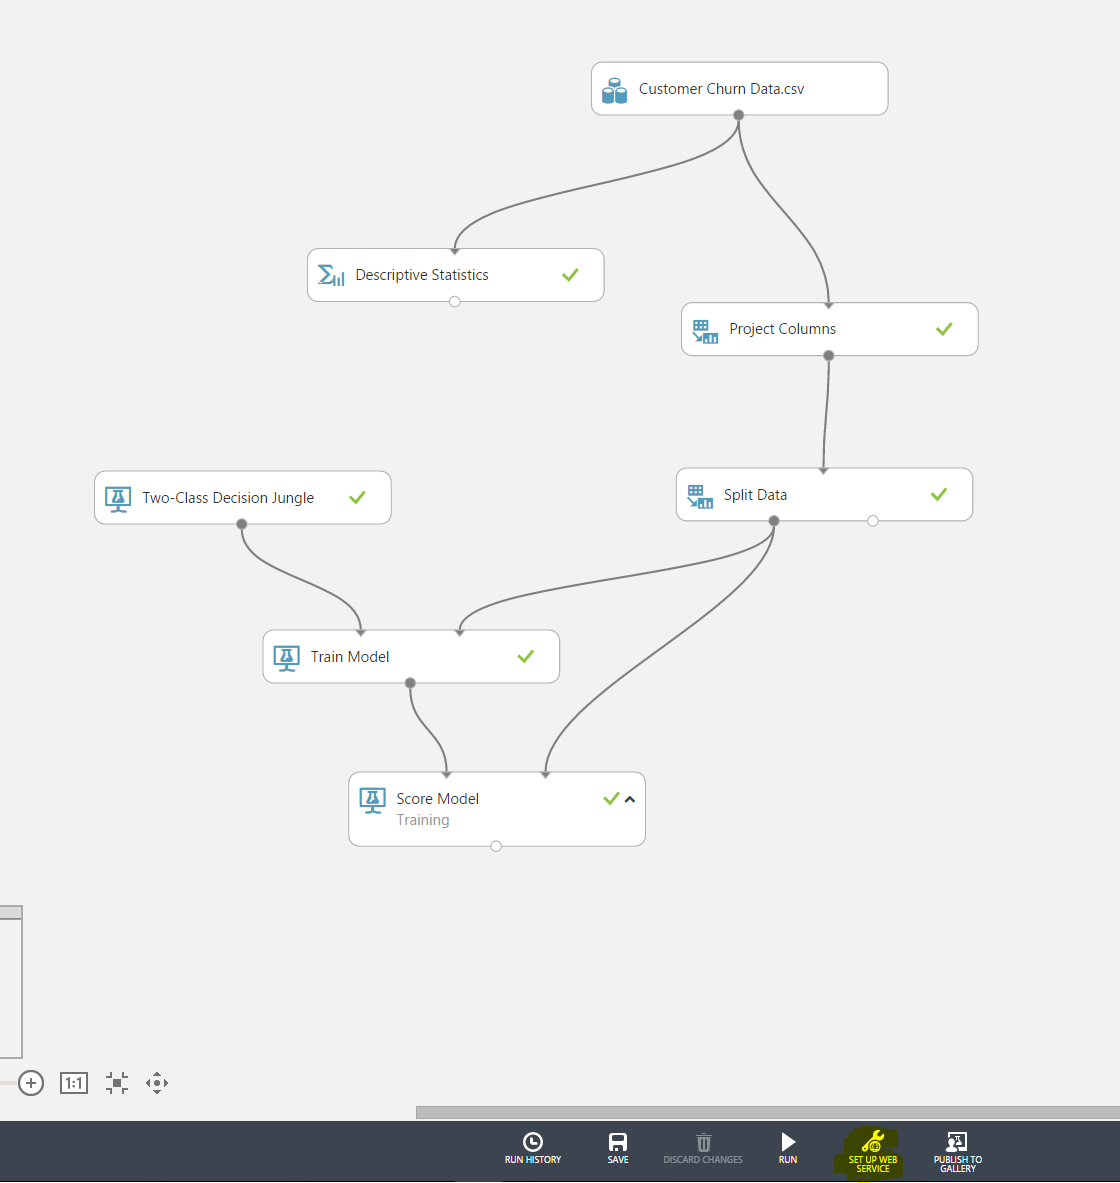 Customer Churn Data.csv
Descriptive Statistics
Project Columns
Two-Class Decision Jungle
Split Data
Train Model
Score Model
Training
1:1
RUN HISTORY
SAVE
DISCARD CHANGES
RUN
SET UP WEB
SERVICE
PUBLISH TO
GALLERY